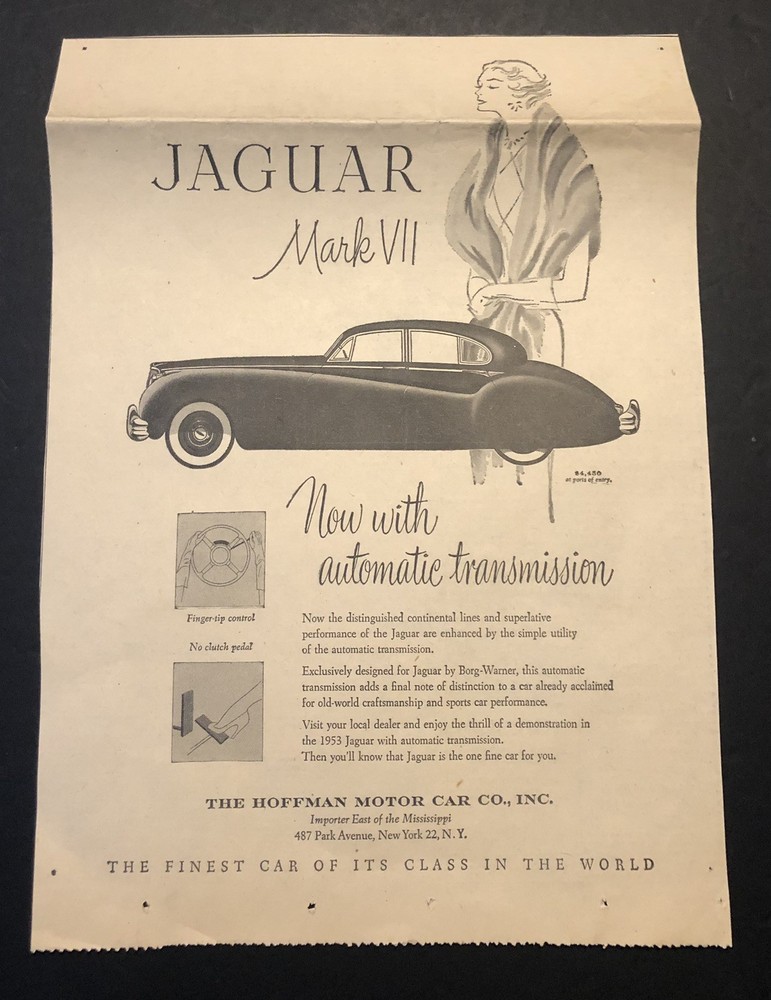 JAGUAR
Mark VII
$4,450
at ports of entry.
Now with
automatic transmission
Finger-tip control
No clutch pedal
Now the distinguished continental lines and superlative
performance of the Jaguar are enhanced by the simple utility
of the automatic transmission.
Exclusively designed for Jaguar by Borg-Warner, this automatic
transmission adds a final note of distinction to a car already acclaimed
for old-world craftsmanship and sports car performance.
Visit your local dealer and enjoy the thrill of a demonstration in
the 1953 Jaguar with automatic transmission.
Then you'll know that Jaguar is the one fine car for you.
THE HOFFMAN MOTOR CAR CO., INC.
Importer East of the Mississippi
487 Park Avenue, New York 22, N. Y.
THE FINEST CAR OF ITS CLASS IN THE WORLD